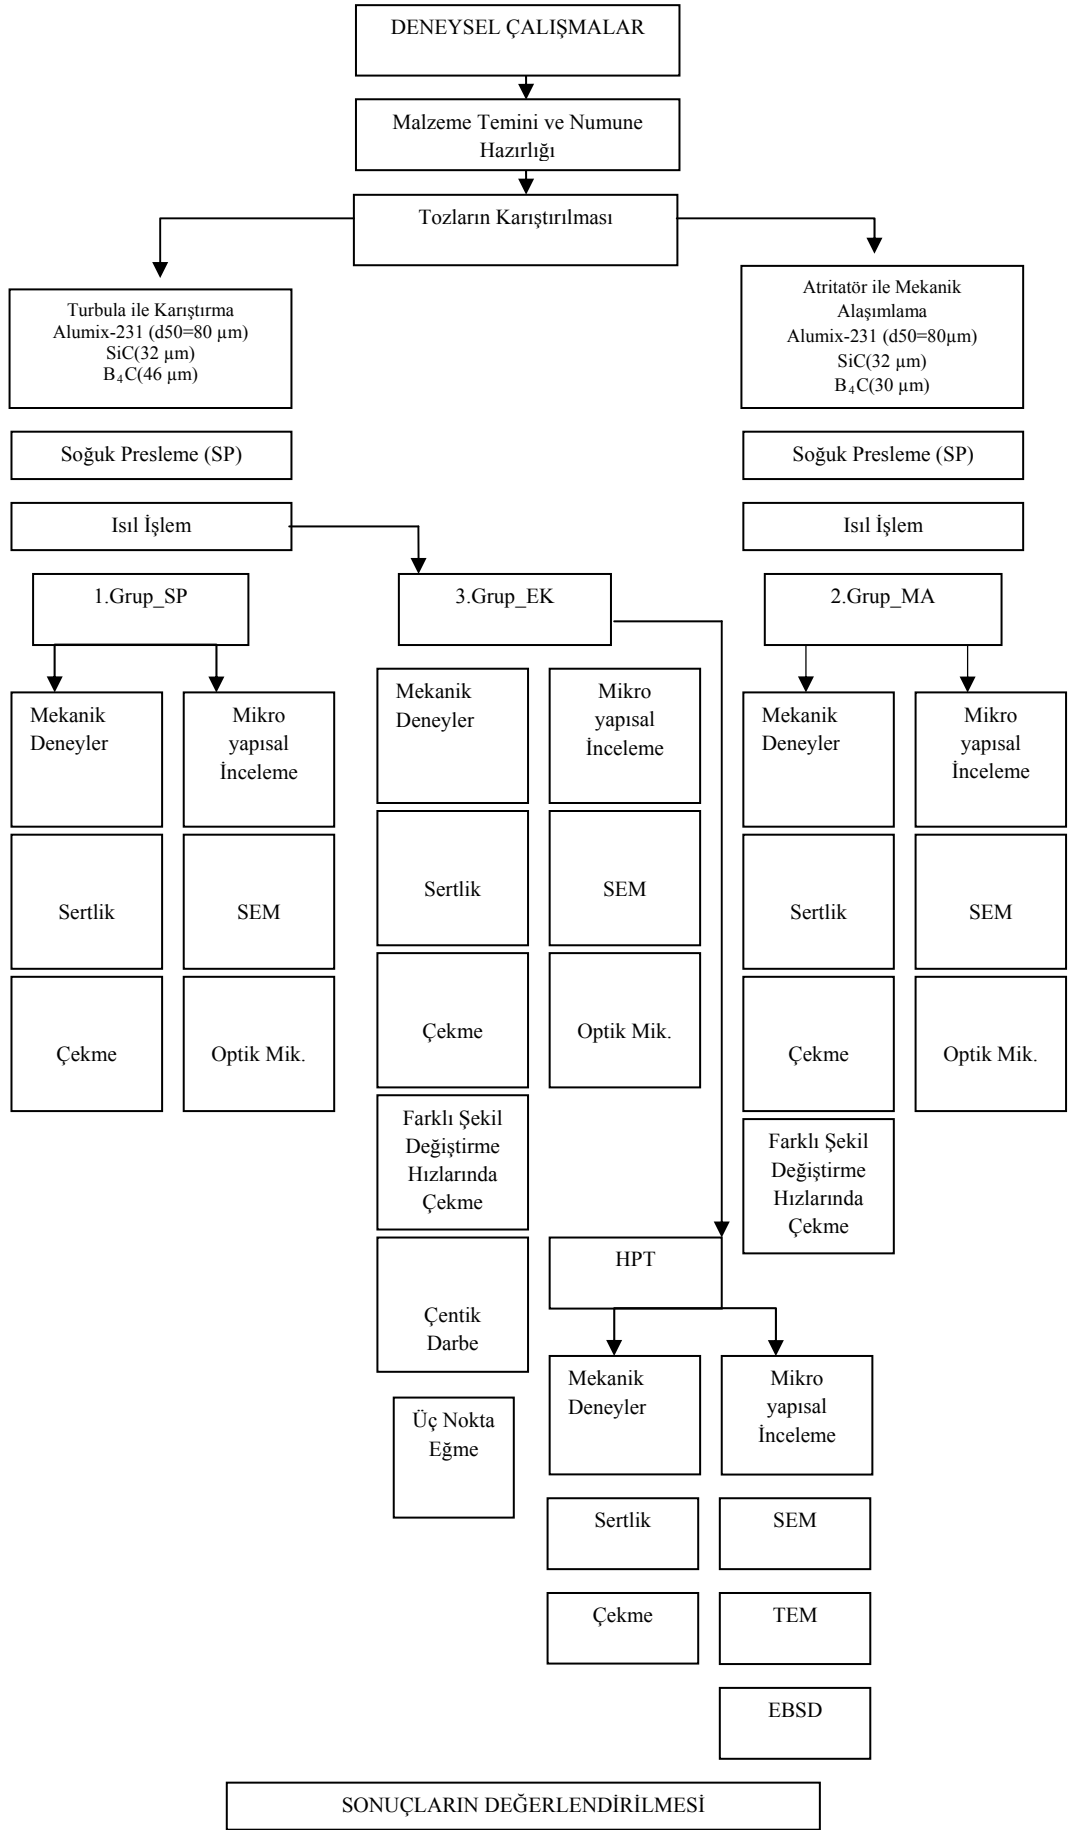 DENEYSEL ÇALIŞMALAR
Malzeme Temini ve Numune
Hazırlığı
Tozların Karıştırılması
Turbula ile Karıştırma
Alumix-231 (d50=80 µm)
SiC(32 µm)
B₄C(46 µm)
Atritatör ile Mekanik
Alaşımlama
Alumix-231 (d50=80µm)
SiC(32 µm)
B₄C(30 µm)
Soğuk Presleme (SP)
Soğuk Presleme (SP)
Isıl İşlem
Isıl İşlem
1.Grup_SP
3.Grup_EK
2.Grup_MA
Mekanik
Deneyler
Mikro
yapısal
İnceleme
Mekanik
Deneyler
Mikro
yapısal
İnceleme
Mekanik
Deneyler
Mikro
yapısal
İnceleme
Sertlik
SEM
Sertlik
SEM
Sertlik
SEM
Çekme
Optik Mik.
Çekme
Optik Mik.
Çekme
Optik Mik.
Farklı Şekil
Değiştirme
Hızlarında
Çekme
Farklı Şekil
Değiştirme
Hızlarında
Çekme
HPT
Çentik
Darbe
Mekanik
Deneyler
Mikro
yapısal
İnceleme
Üç Nokta
Eğme
Sertlik
SEM
Çekme
TEM
EBSD
SONUÇLARIN DEĞERLENDİRİLMESİ